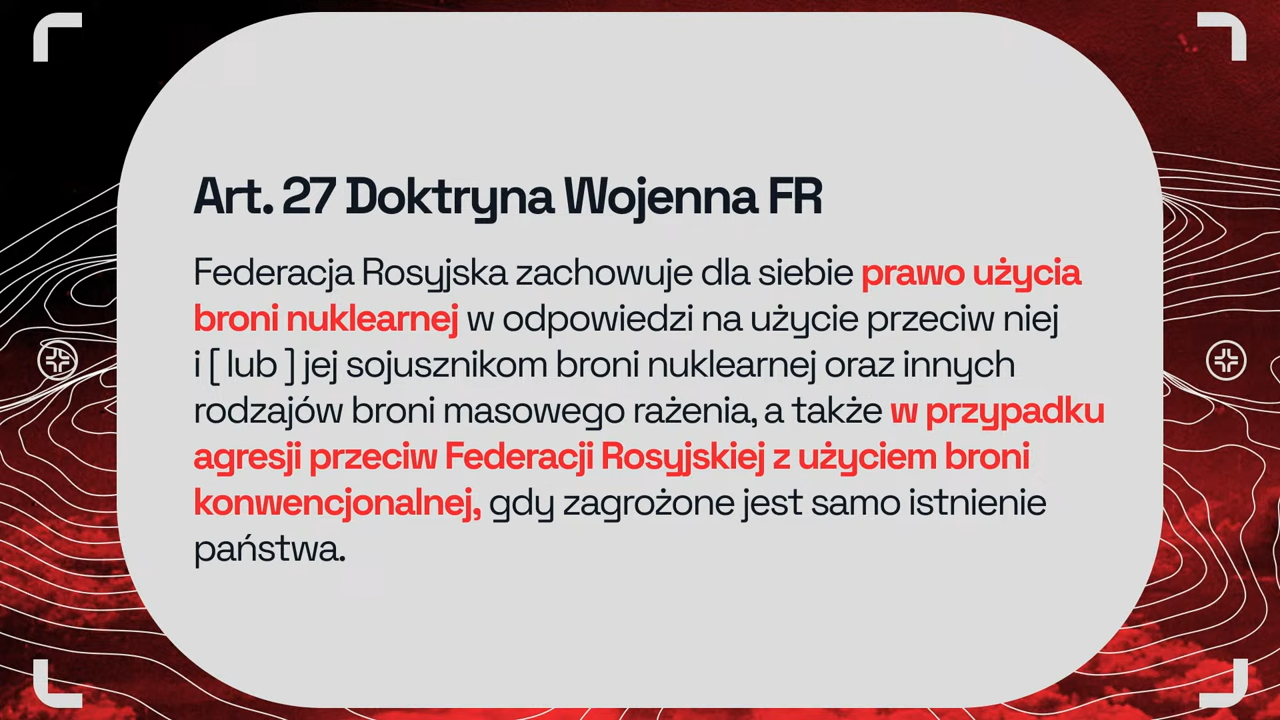 Art. 27 Doktryna Wojenna FR
Federacja Rosyjska zachowuje dla siebie prawo użycia
broni nuklearnej w odpowiedzi na użycie przeciw niej
i [ lub ] jej sojusznikom broni nuklearnej oraz innych
rodzajów broni masowego rażenia, a także w przypadku
agresji przeciw Federacji Rosyjskiej z użyciem broni
konwencjonalnej, gdy zagrożone jest samo istnienie
państwa.